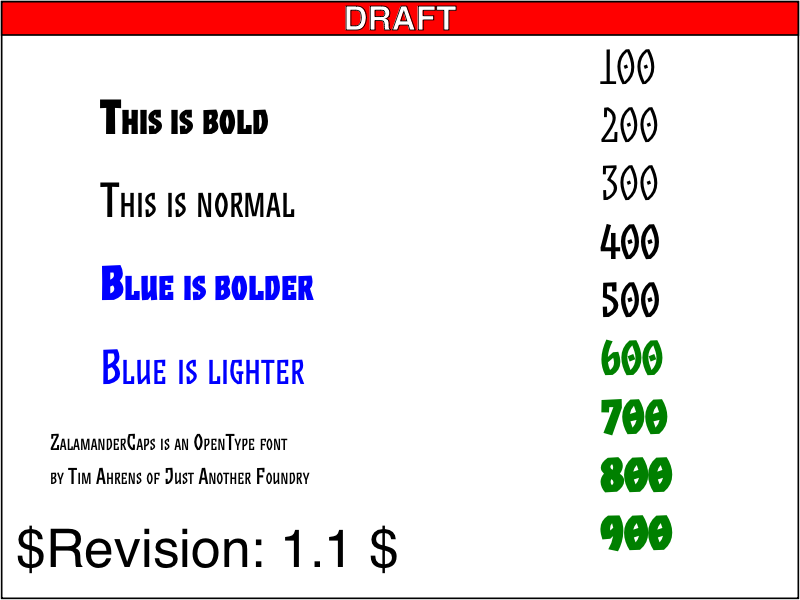 DRAFT
This is bold
This is normal
Blue is bolder
Blue is lighter
ZalamanderCaps is an OpenType font
by Tim Ahrens of Just Another Foundry
$Revision: 1.1 $
100
200
300
400
500
600
700
800
900